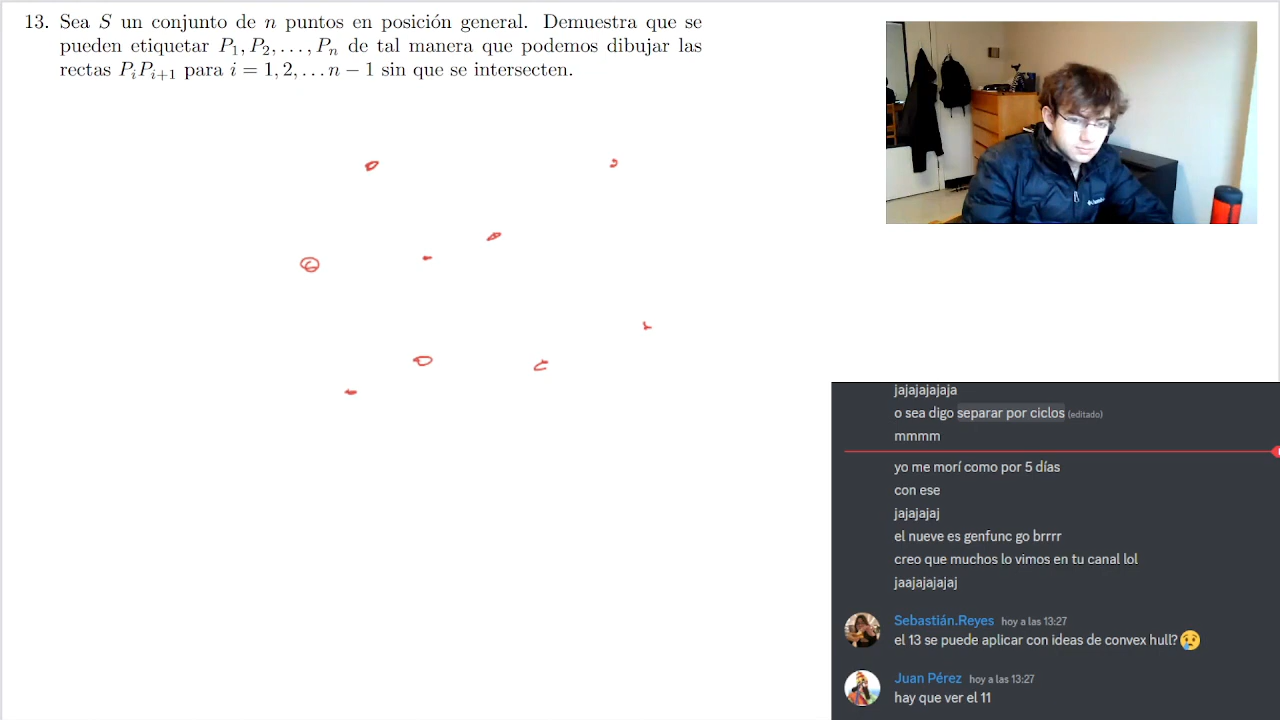 13. Sea S un conjunto de n puntos en posición general. Demuestra que se
pueden etiquetar P₁, P₂, . . . , Pₙ de tal manera que podemos dibujar las
rectas PᵢPᵢ₊₁ para i = 1, 2, . . . n − 1 sin que se intersecten.
jajajajajaja
o sea digo separar por ciclos (editado)
mmmm
yo me morí como por 5 días
con ese
jajajajaj
el nueve es genfunc go brrrr
creo que muchos lo vimos en tu canal lol
jaajajajajaj
Sebastián.Reyes hoy a las 13:27
el 13 se puede aplicar con ideas de convex hull? 😢
Juan Pérez hoy a las 13:27
hay que ver el 11